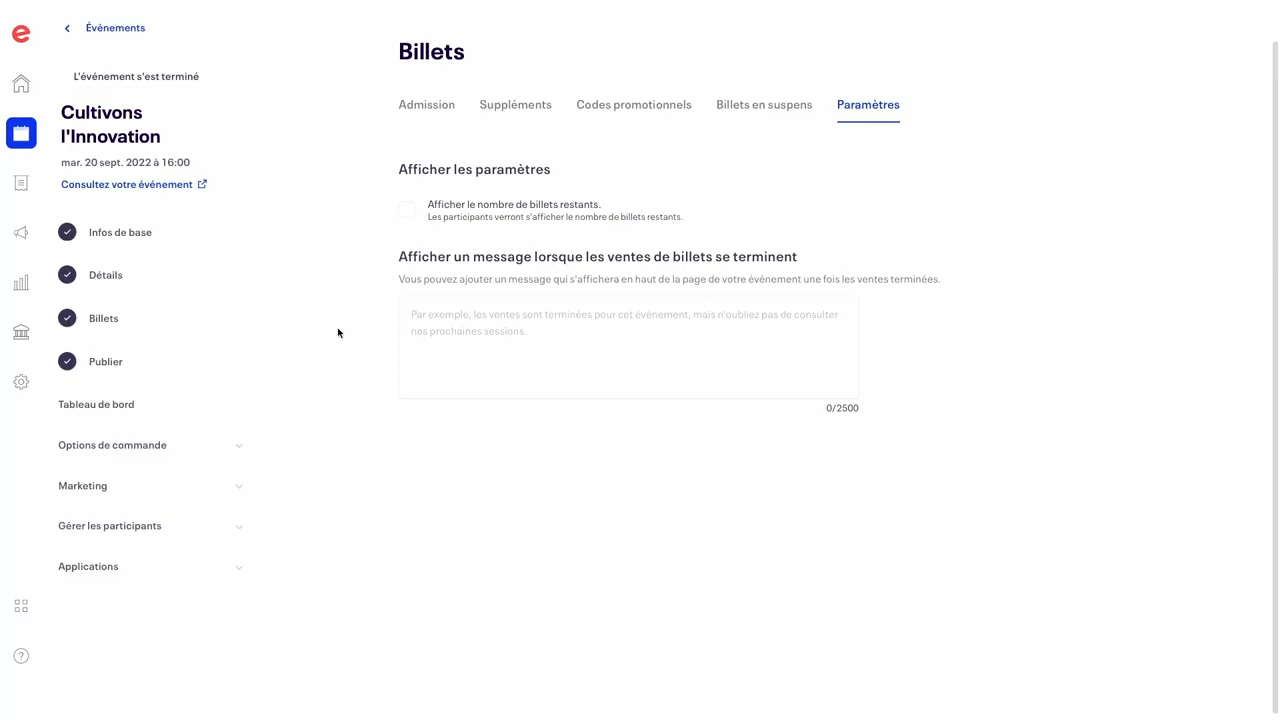 Événements
L'événement s'est terminé
Cultivons
l'Innovation
mar. 20 sept. 2022 à 16:00
Consultez votre événement
Infos de base
Détails
Billets
Publier
Tableau de bord
Options de commande
Marketing
Gérer les participants
Applications
Billets
Admission
Suppléments
Codes promotionnels
Billets en suspens
Paramètres
Afficher les paramètres
Afficher le nombre de billets restants.
Les participants verront s'afficher le nombre de billets restants.
Afficher un message lorsque les ventes de billets se terminent
Vous pouvez ajouter un message qui s'affichera en haut de la page de votre événement une fois les ventes terminées.
Par exemple, les ventes sont terminées pour cet événement, mais n'oubliez pas de consulter
nos prochaines sessions.
0/2500